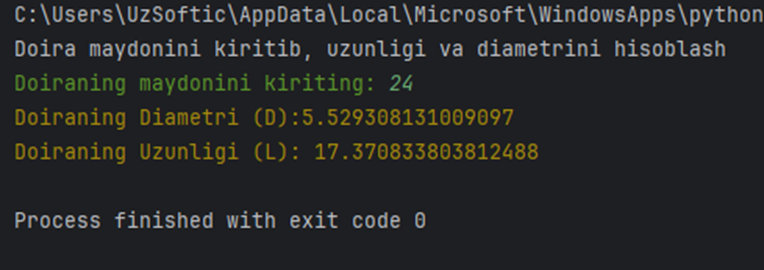 C:\Users\UzSoftic\AppData\Local\Microsoft\WindowsApps\python
Doira maydonini kiritib, uzunligi va diametrini hisoblash
Doiraning maydonini kiriting: 24
Doiraning Diametri (D):5.529308131009097
Doiraning Uzunligi (L): 17.370833803812488
Process finished with exit code 0